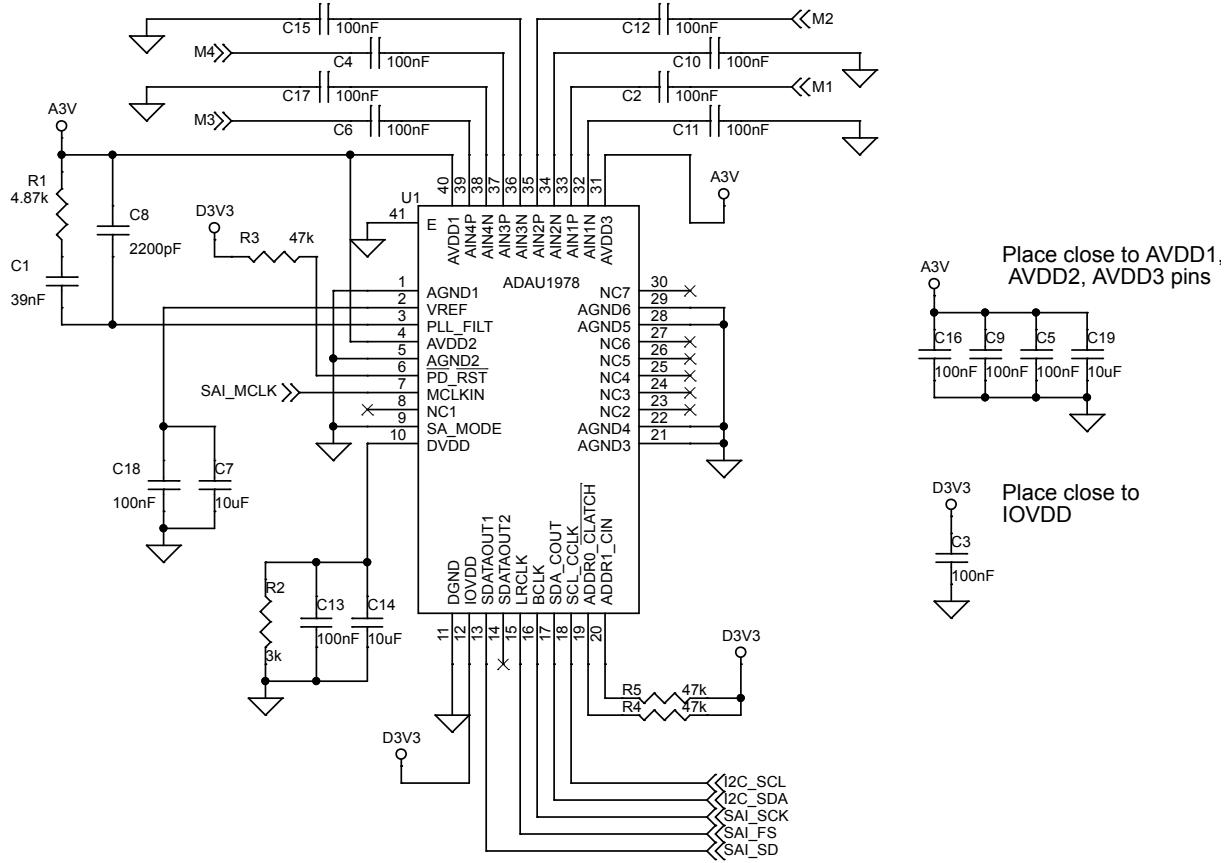 C15 100nF
C12 100nF
M2
M4
C4 100nF
C10 100nF
C17 100nF
C2 100nF
M1
M3
C6 100nF
C11 100nF
A3V
R1
4.87k
C8
2200pF
C1
39nF
D3V3
R3 47k
40 39 38 37 36 35 34 33 32 31
A3V
U1
41 E
AVDD1
AIN4P
AIN4N
AIN3P
AIN3N
AIN2P
AIN2N
AIN1P
AIN1N
AVDD3
ADAU1978
1 AGND1
2 VREF
3 PLL_FILT
4 AVDD2
5 AGND2
6 PD_RST
7 MCLKIN
8 NC1
9 SA_MODE
10 DVDD
SAI_MCLK
NC7 30
AGND6 29
AGND5 28
NC6 27
NC5 26
NC4 25
NC3 24
NC2 23
AGND4 22
AGND3 21
C18
100nF
C7
10uF
R2
3k
C13
100nF
C14
10uF
DGND
IOVDD
SDATAOUT1
SDATAOUT2
LRCLK
BCLK
SDA_COUT
SCL_CCLK
ADDR0_CLATCH
ADDR1_CIN
11 12 13 14 15 16 17 18 19 20
D3V3
R5 47k
R4 47k
D3V3
I2C_SCL
I2C_SDA
SAI_SCK
SAI_FS
SAI_SD
Place close to AVDD1,
AVDD2, AVDD3 pins
A3V
C16
100nF
C9
100nF
C5
100nF
C19
10uF
Place close to
IOVDD
D3V3
C3
100nF